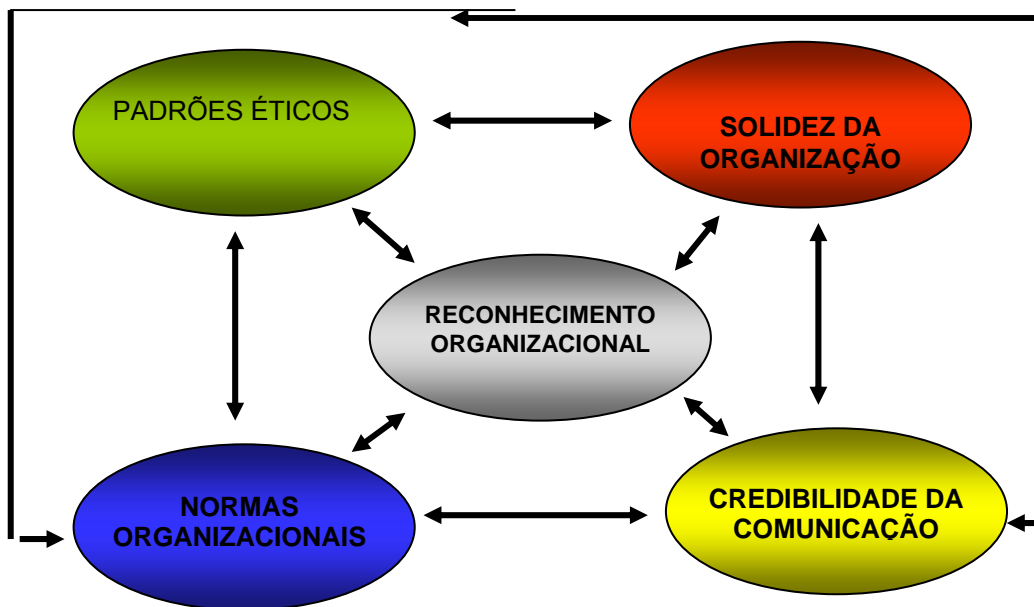 PADRÕES ÉTICOS
SOLIDEZ DA
ORGANIZAÇÃO
RECONHECIMENTO
ORGANIZACIONAL
NORMAS
ORGANIZACIONAIS
CREDIBILIDADE DA
COMUNICAÇÃO